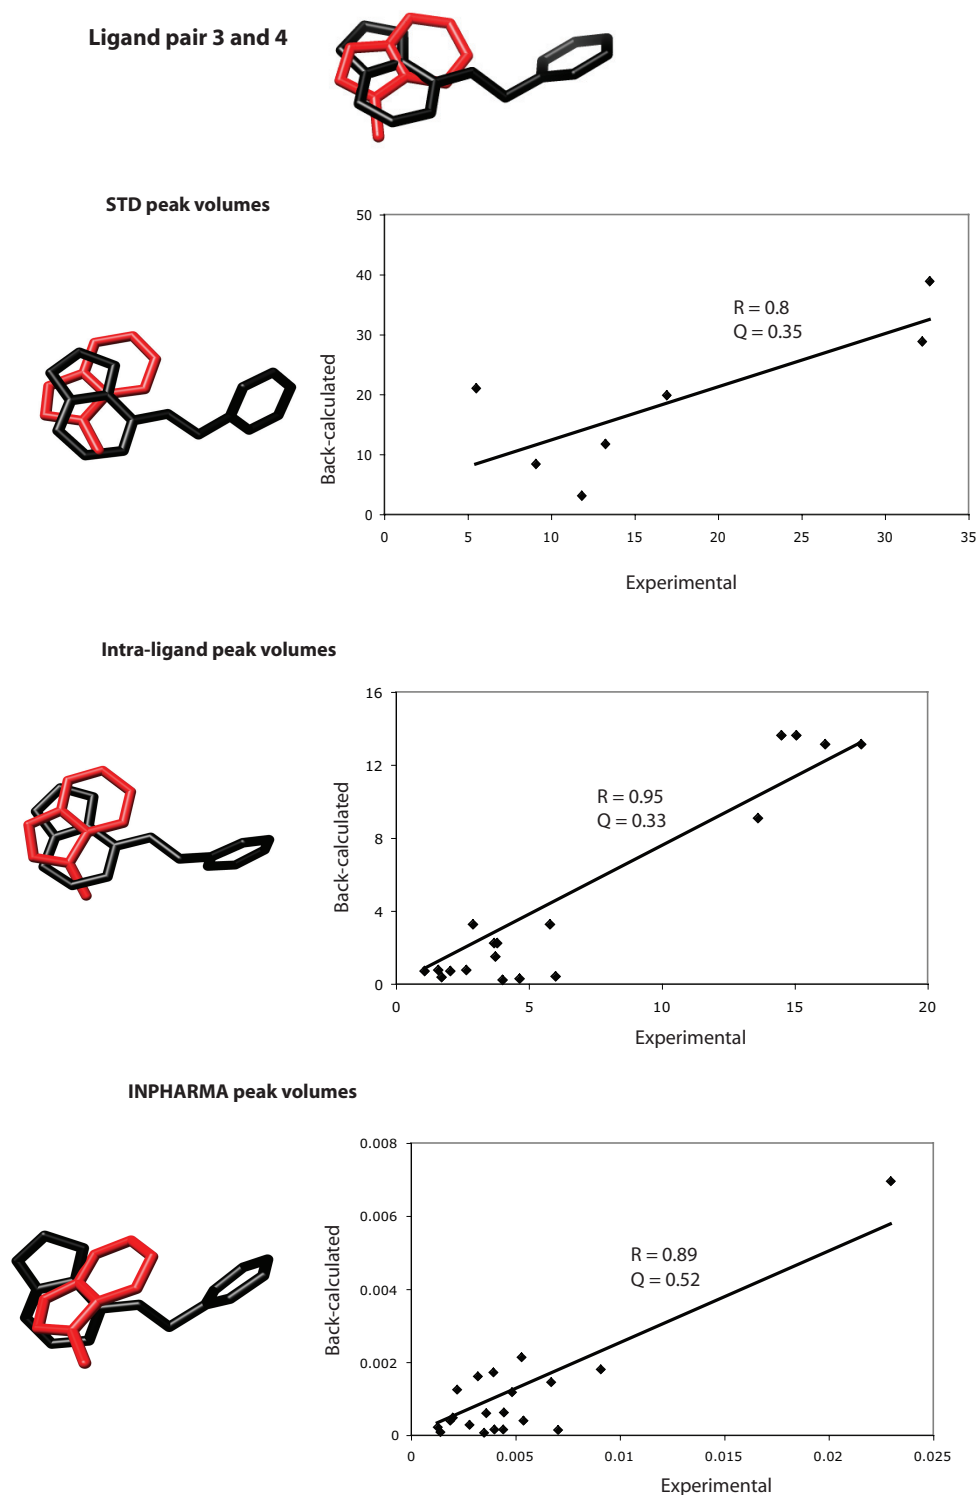 Ligand pair 3 and 4
STD peak volumes
50
40
30
20
10
0
Back-calculated
R = 0.8
Q = 0.35
0 5 10 15 20 25 30 35
Experimental
Intra-ligand peak volumes
16
12
8
4
0
Back-calculated
R = 0.95
Q = 0.33
0 5 10 15 20
Experimental
INPHARMA peak volumes
0.008
0.006
0.004
0.002
0
Back-calculated
R = 0.89
Q = 0.52
0 0.005 0.01 0.015 0.02 0.025
Experimental